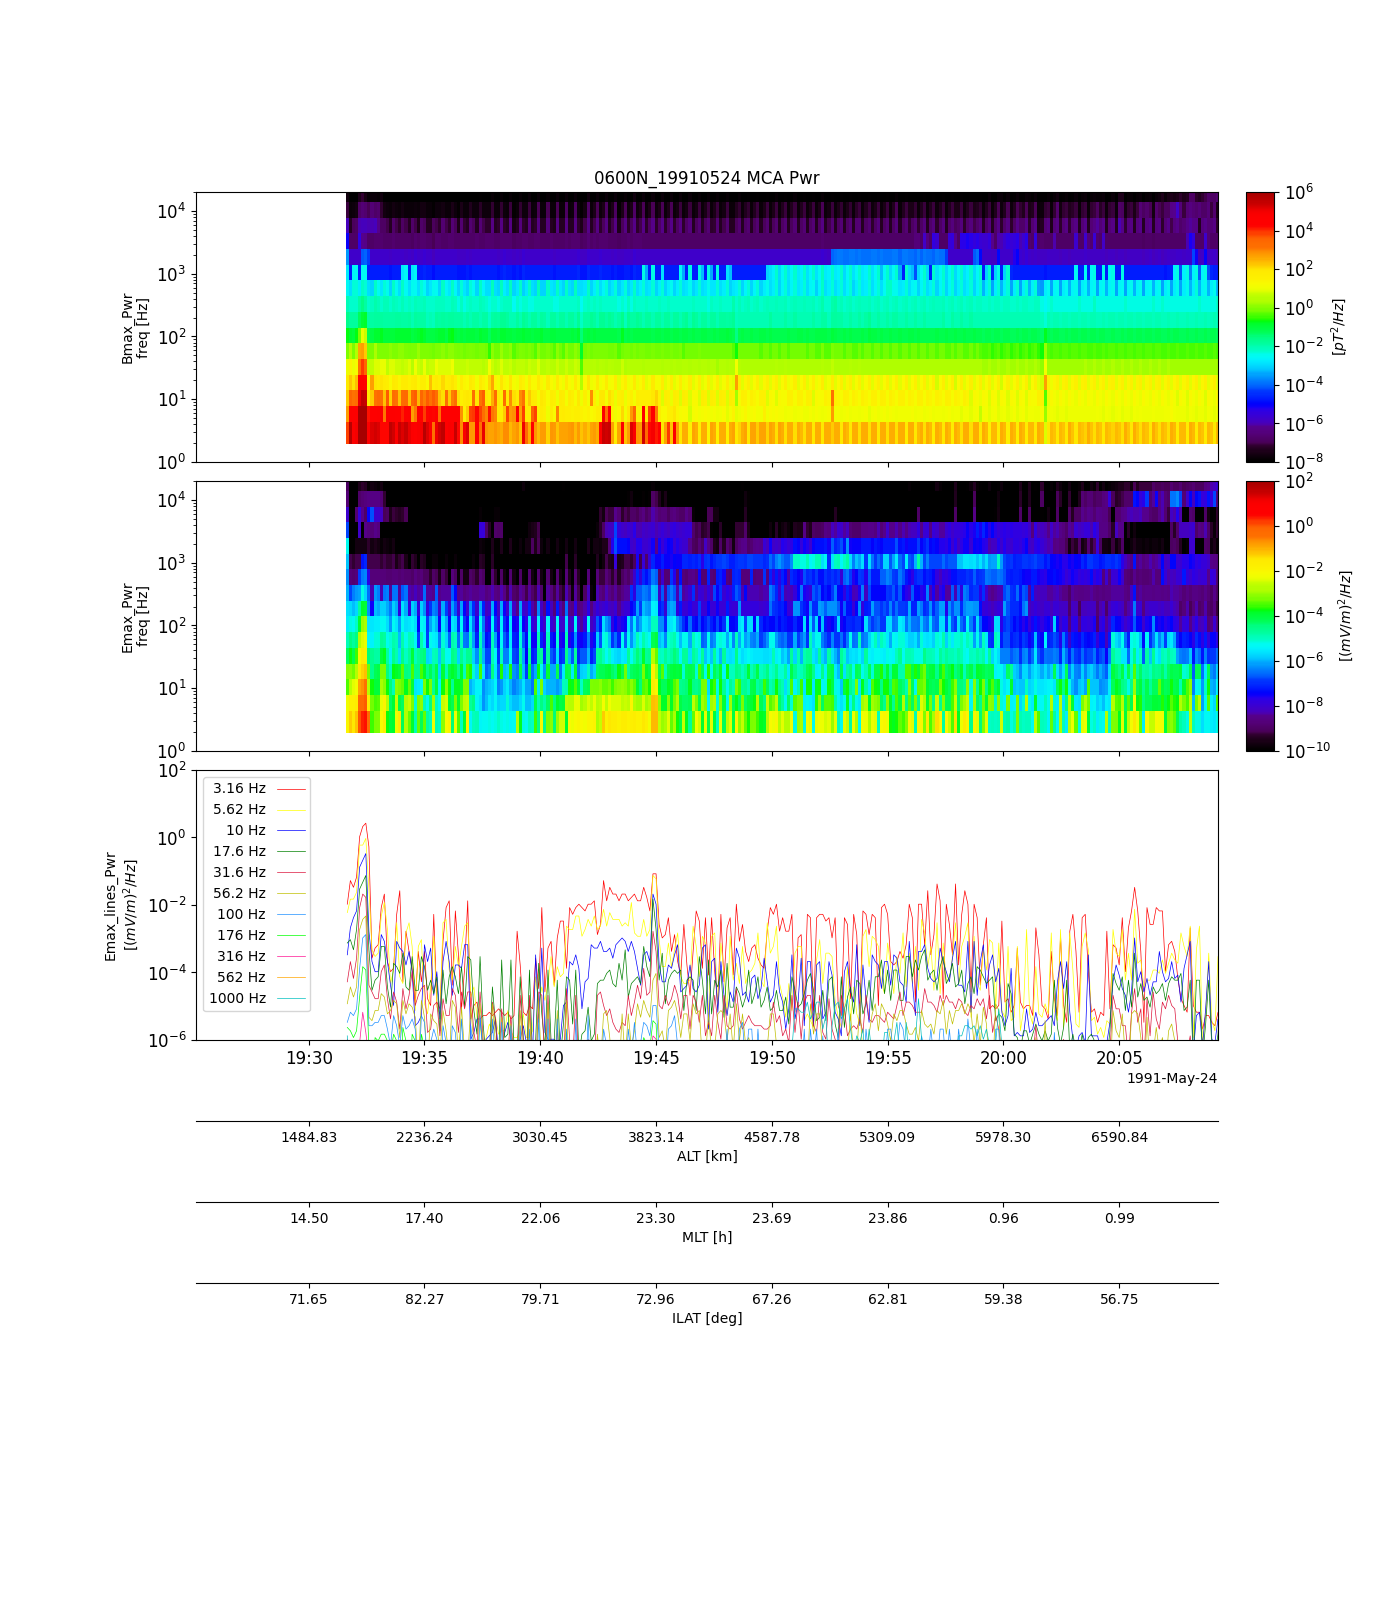 0600N_19910524 MCA Pwr
10^4
10^3
10^2
10^1
10^0
Bmax_Pwr
freq [Hz]
10^6
10^4
10^2
10^0
10^-2
10^-4
10^-6
10^-8
[pT^2/Hz]
10^4
10^3
10^2
10^1
10^0
Emax_Pwr
freq [Hz]
10^2
10^0
10^-2
10^-4
10^-6
10^-8
10^-10
[(mV/m)^2/Hz]
10^2
10^0
10^-2
10^-4
10^-6
Emax_lines_Pwr
[(mV/m)^2/Hz]
3.16 Hz
5.62 Hz
10 Hz
17.6 Hz
31.6 Hz
56.2 Hz
100 Hz
176 Hz
316 Hz
562 Hz
1000 Hz
19:30 19:35 19:40 19:45 19:50 19:55 20:00 20:05
1991-May-24
1484.83 2236.24 3030.45 3823.14 4587.78 5309.09 5978.30 6590.84
ALT [km]
14.50 17.40 22.06 23.30 23.69 23.86 0.96 0.99
MLT [h]
71.65 82.27 79.71 72.96 67.26 62.81 59.38 56.75
ILAT [deg]